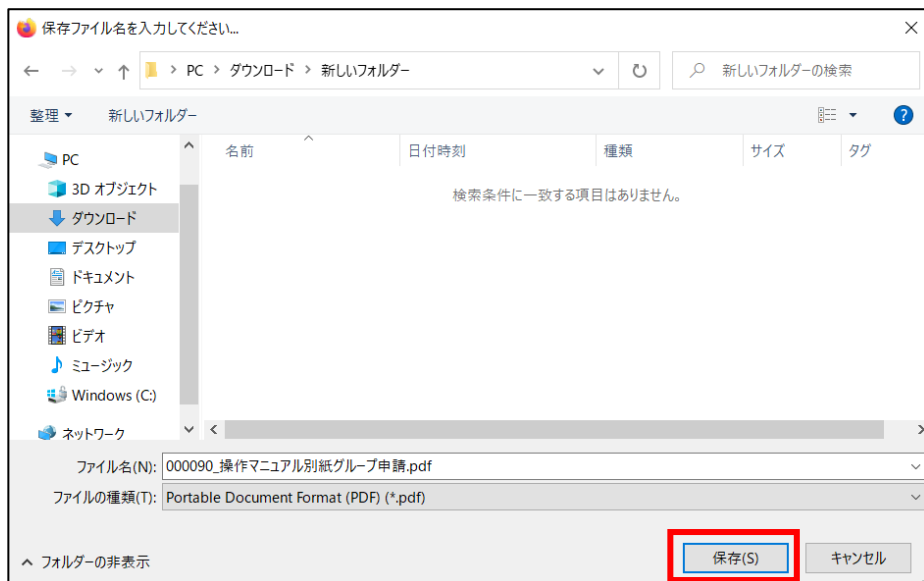 保存ファイル名を入力してください...
PC > ダウンロード > 新しいフォルダー
新しいフォルダーの検索
整理 新しいフォルダー
名前 日付時刻 種類 サイズ タグ
検索条件に一致する項目はありません。
PC
3D オブジェクト
ダウンロード
デスクトップ
ドキュメント
ピクチャ
ビデオ
ミュージック
Windows (C:)
ネットワーク
ファイル名(N): 000090_操作マニュアル別紙グループ申請.pdf
ファイルの種類(T): Portable Document Format (PDF) (*.pdf)
フォルダーの非表示
保存(S) キャンセル